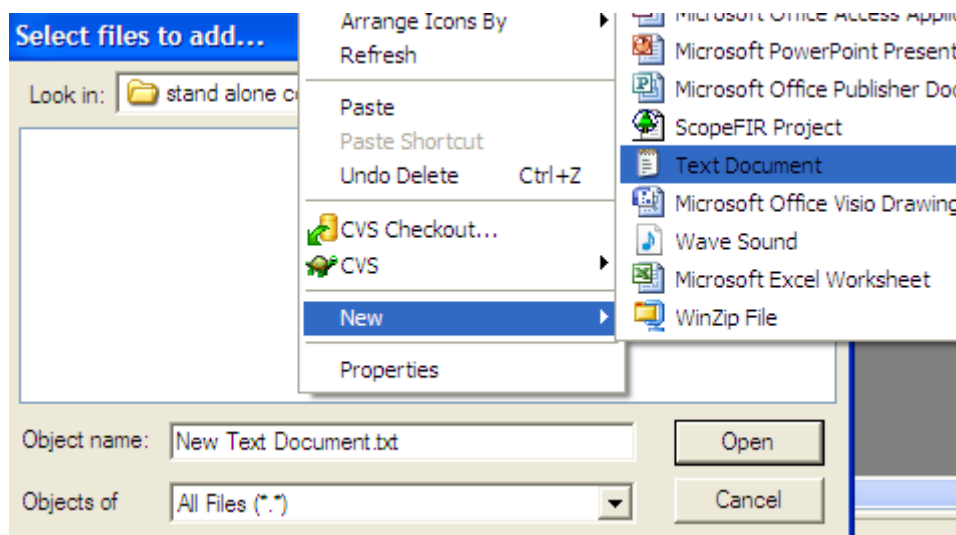 Select files to add...
Look in: stand alone
Arrange Icons By
Refresh
Paste
Paste Shortcut
Undo Delete Ctrl+Z
CVS Checkout...
CVS
New
Properties
Microsoft Office Access
Microsoft PowerPoint Present
Microsoft Office Publisher Do
ScopeFIR Project
Text Document
Microsoft Office Visio Drawing
Wave Sound
Microsoft Excel Worksheet
WinZip File
Object name: New Text Document.txt
Open
Objects of All Files (*.*)
Cancel